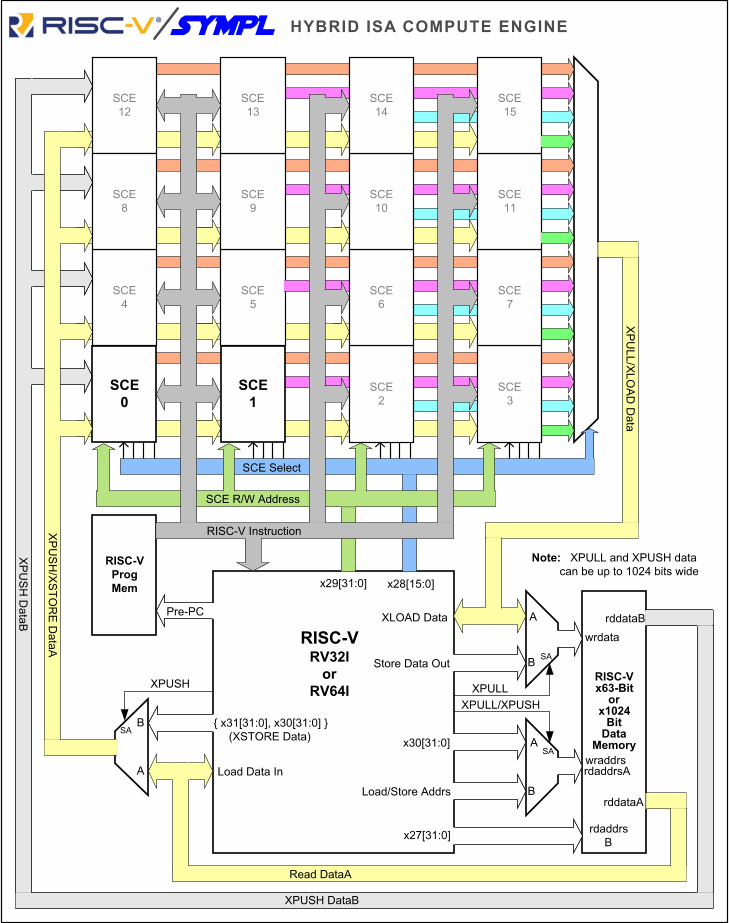 RISC-V® / SYMPL HYBRID ISA COMPUTE ENGINE
SCE
12
SCE
13
SCE
14
SCE
15
SCE
8
SCE
9
SCE
10
SCE
11
SCE
4
SCE
5
SCE
6
SCE
7
SCE
0
SCE
1
SCE
2
SCE
3
XPULL/XLOAD Data
SCE Select
SCE R/W Address
RISC-V Instruction
RISC-V
Prog
Mem
Note: XPULL and XPUSH data
can be up to 1024 bits wide
XPUSH DataB
XPUSH/XSTORE DataA
x29[31:0]
x28[15:0]
Pre-PC
RISC-V
RV32I
or
RV64I
XLOAD Data
Store Data Out
A
B
SA
wrdata
rddataB
RISC-V
x63-Bit
or
x1024
Bit
Data
Memory
XPUSH
XPULL
XPULL/XPUSH
SA
B
A
{ x31[31:0], x30[31:0] }
(XSTORE Data)
Load Data In
x30[31:0]
Load/Store Addrs
A
SA
B
wraddrs
rdaddrsA
rddataA
x27[31:0]
rdaddrs
B
Read DataA
XPUSH DataB